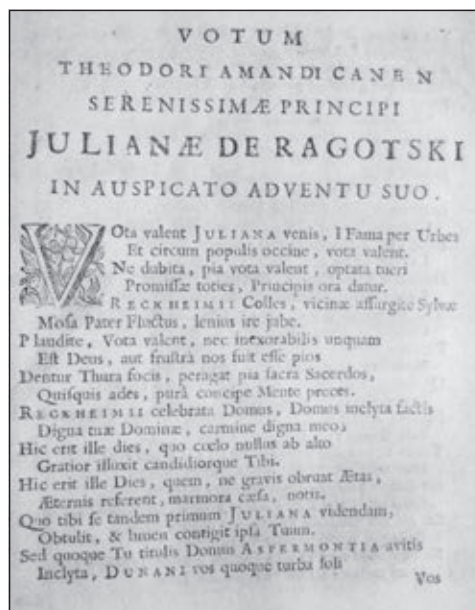 VOTUM
THEODORI AMANDI CANEN
SERENISSIMÆ PRINCIPI
JULIANÆ DE RAGOTSKI
IN AUSPICATO ADVENTU SUO.
VOta valent JULIANA venis, I Fama per Urbes
Et circum populis occine, vota valent.
Ne dubita, pia vota valent, optata tueri
Promissæ toties, Principis ora datur.
RECKHEIMII Colles, vicinæ assurgite Sylvæ
Mosa Pater Fluctus, lenius ire jabe.
Plaudite, Vota valent, nec inexorabilis unquam
Est Deus, aut frustrà nos fuit esse pios
Dentur Thura focis, peragat pia sacra Sacerdos,
Quisquis ades, purâ concipe Mente preces.
RECKHEIMII celebrata Domus, Domus inclyta factis
Digna tuæ Dominæ, carmine digna meo,
Hic erit ille dies, quo cœlo nullus ab alto
Gratior illuxit candidiorque Tibi.
Hic erit ille Dies, quem, ne gravis obruat Ætas,
Æternis referent, marmora cæsa, notis.
Quo tibi se tandem primum JULIANA videndam,
Obtulit, & limen contigit ipsa Tuum.
Sed quoque Tu titulis Domus ASPERMONTIA avitis
Inclyta, DUNANI vos quoque turba soli
Vos